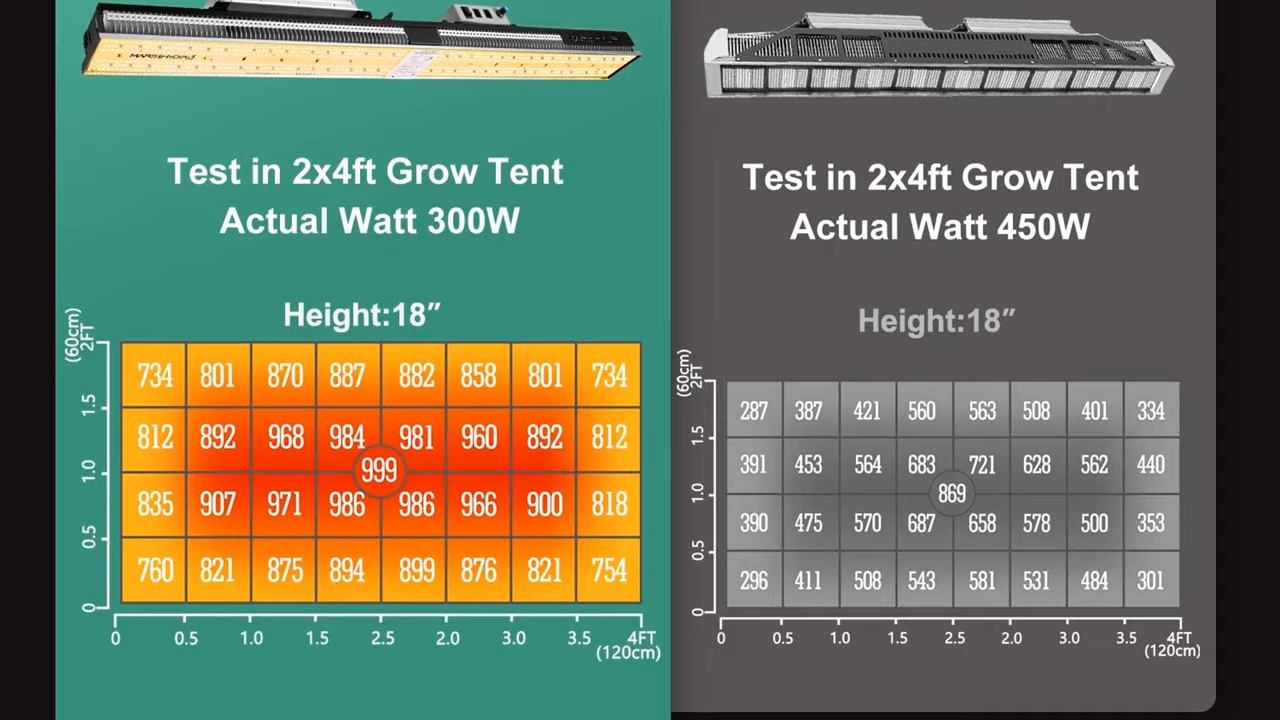 MARS HYDRO
Test in 2x4ft Grow Tent
Actual Watt 300W
Height:18”
(60cm)
2FT
1.5
1.0
0.5
0
734 801 870 887 882 858 801 734
812 892 968 984 981 960 892 812
999
835 907 971 986 986 966 900 818
760 821 875 894 899 876 821 754
0 0.5 1.0 1.5 2.5 2.0 3.0 3.5 4FT
(120cm)
Test in 2x4ft Grow Tent
Actual Watt 450W
Height:18”
(60cm)
2FT
1.5
1.0
0.5
0
287 387 421 560 563 508 401 334
391 453 564 683 721 628 562 440
869
390 475 570 687 658 578 500 353
296 411 508 543 581 531 484 301
0 0.5 1.0 1.5 2.5 2.0 3.0 3.5 4FT
(120cm)